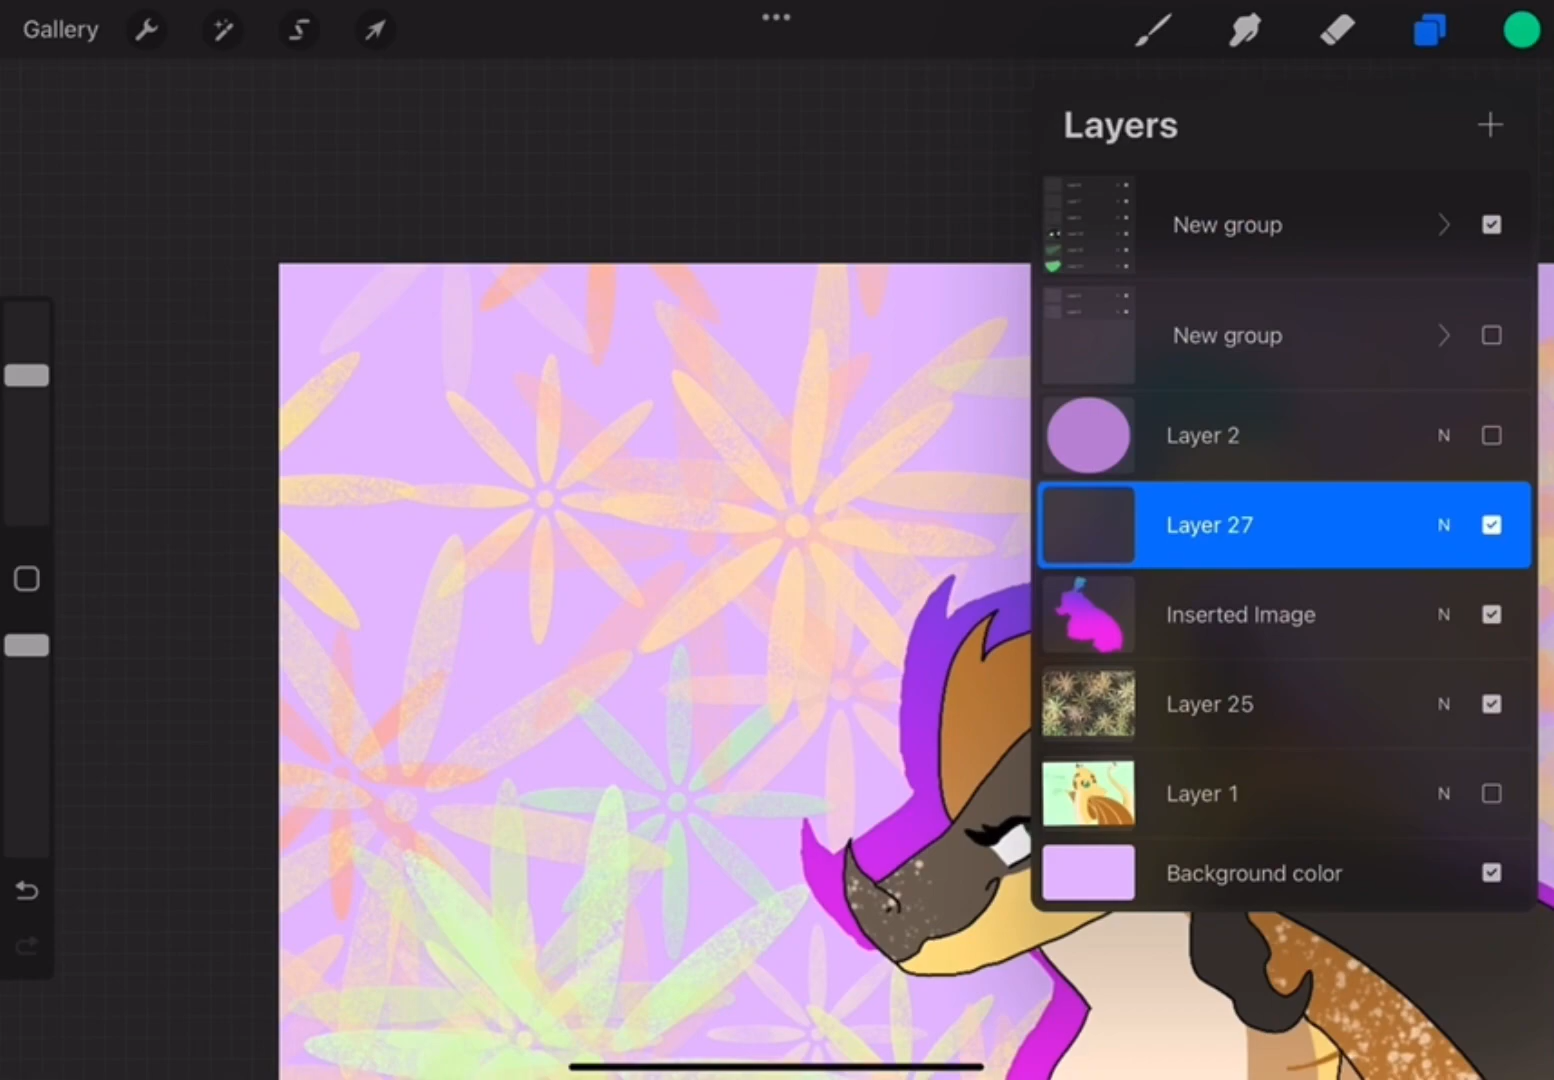 Gallery
Layers
New group
New group
Layer 2 N
Layer 27 N
Inserted Image N
Layer 25 N
Layer 1 N
Background color